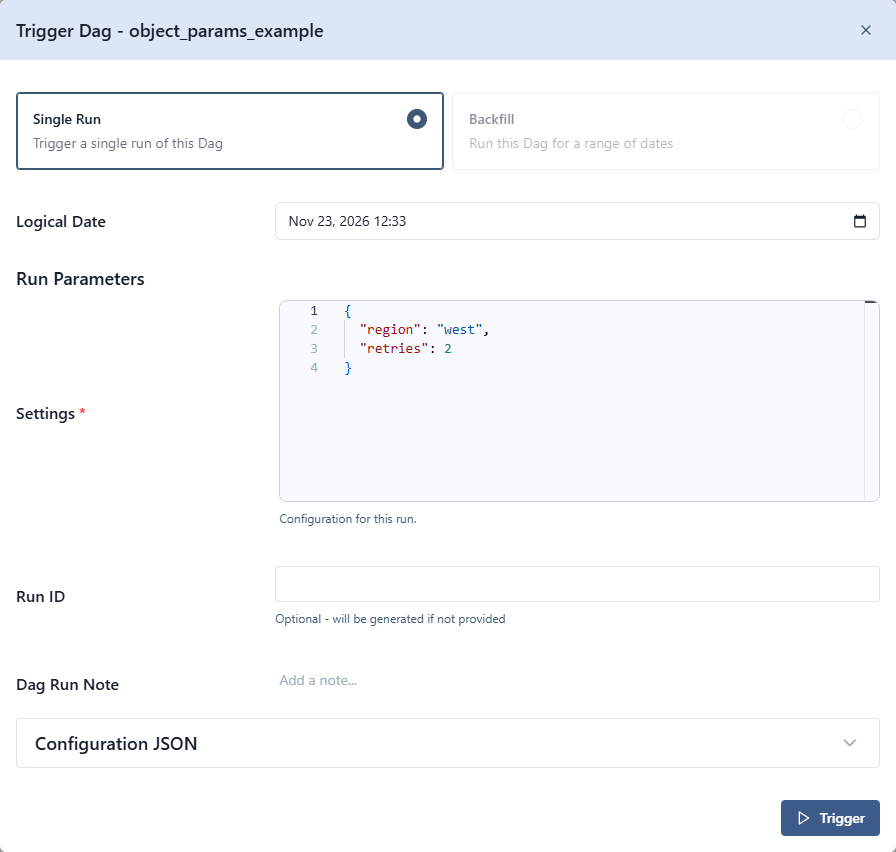 Trigger Dag - object_params_example
Single Run
Trigger a single run of this Dag
Backfill
Run this Dag for a range of dates
Logical Date
Nov 23, 2026 12:33
Run Parameters
Settings *
1 {
2 "region": "west",
3 "retries": 2
4 }
Configuration for this run.
Run ID
Optional - will be generated if not provided
Dag Run Note
Add a note...
Configuration JSON
Trigger